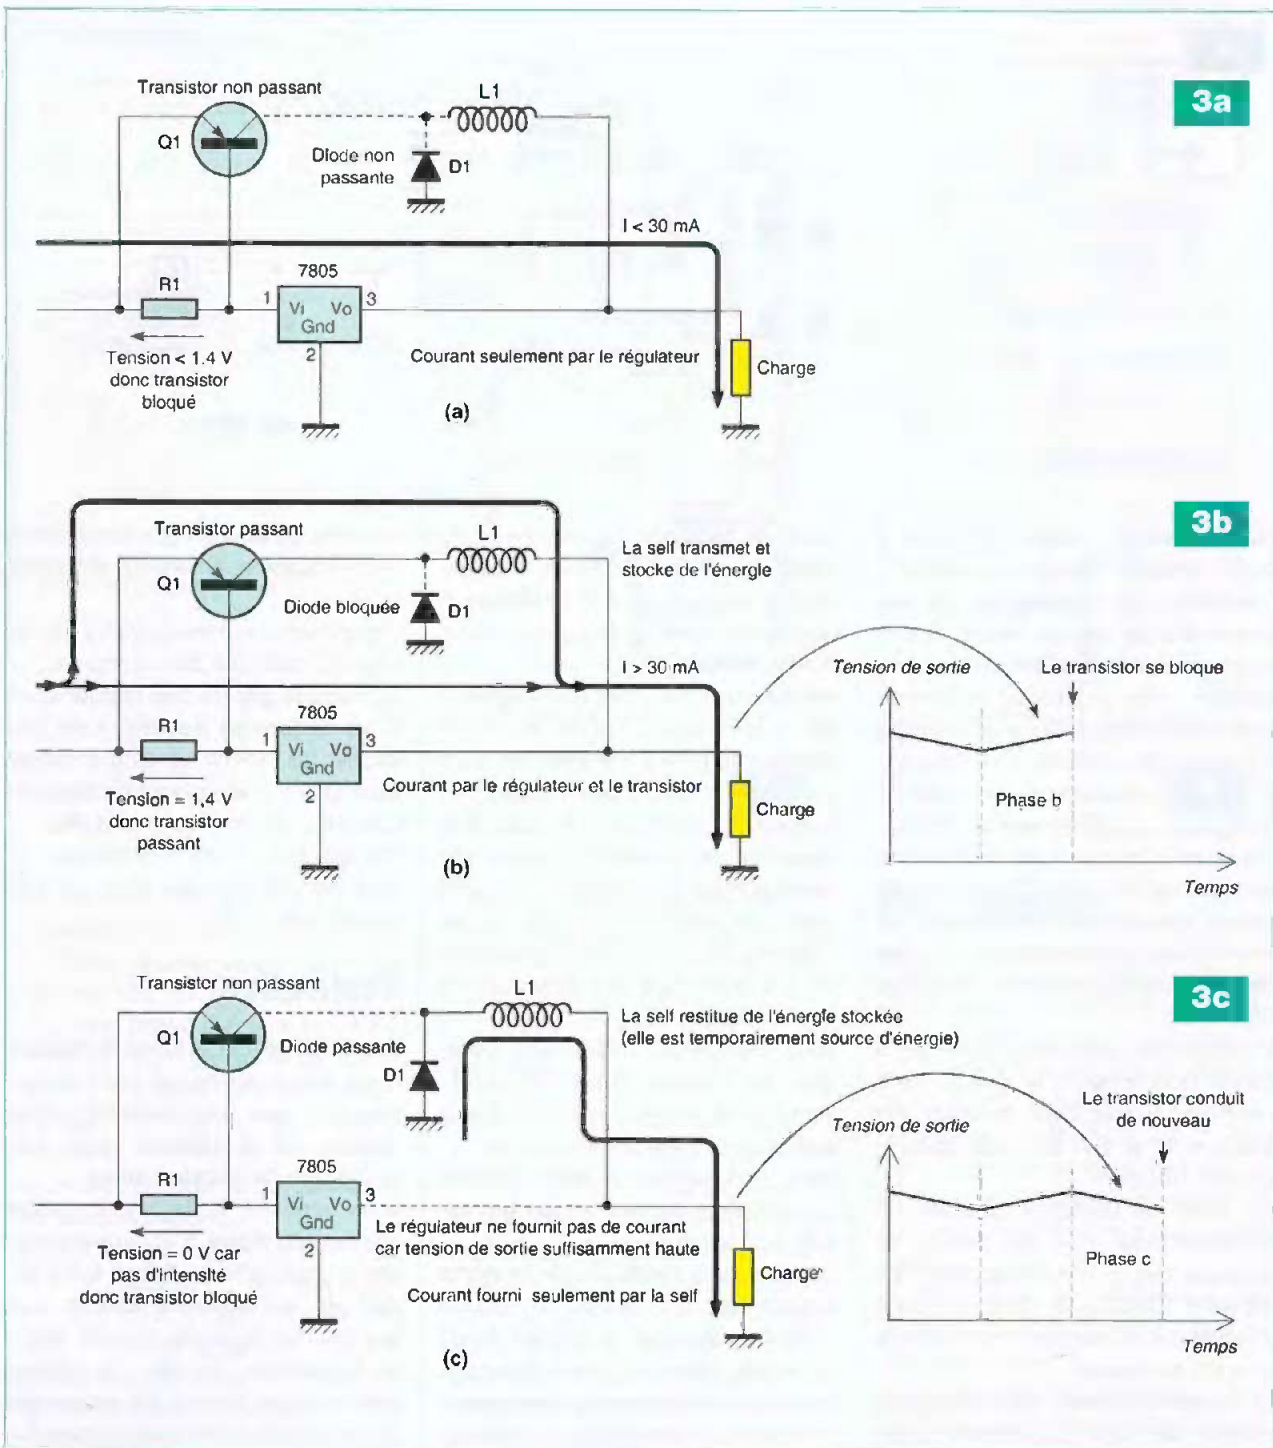 3a
Transistor non passant
L1
Q1
Diode non
passante
D1
I < 30 mA
R1
7805
1
Vi Vo
3
Gnd
2
Tension < 1.4 V
donc transistor
bloqué
Courant seulement par le régulateur
Charge
(a)
3b
Transistor passant
L1
La self transmet et
stocke de l'énergie
Q1
Diode bloquée
D1
I > 30 mA
Tension de sortie
Le transistor se bloque
R1
7805
1
Vi Vo
3
Gnd
2
Tension = 1,4 V
donc transistor
passant
Courant par le régulateur et le transistor
Charge
Phase b
(b)
Temps
3c
Transistor non passant
L1
La self restitue de l'énergie stockée
(elle est temporairement source d'énergie)
Q1
Diode passante
D1
Le transistor conduit
de nouveau
Tension de sortie
R1
7805
1
Vi Vo
3
Gnd
2
Tension = 0 V car
pas d'intensité
donc transistor bloqué
Le régulateur ne fournit pas de courant
car tension de sortie suffisamment haute
Courant fourni seulement par la self
Charge
Phase c
(c)
Temps